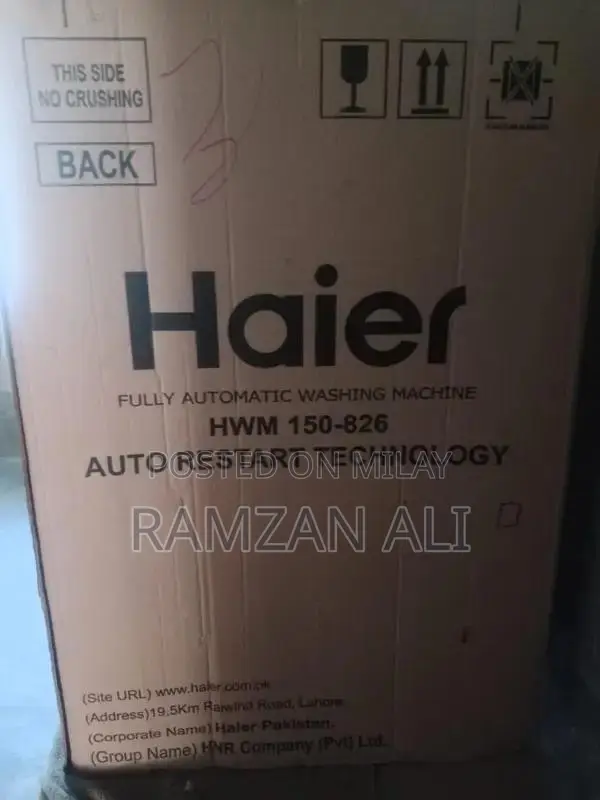 THIS SIDE
NO CRUSHING
BACK
Haier
FULLY AUTOMATIC WASHING MACHINE
HWM 150-826
AUTO RESTART TECHNOLOGY
POSTED ON MILAY
RAMZAN ALI
(Site URL) www.haier.com.pk
(Address)19.5Km Raiwind Road, Lahore.
(Corporate Name) Haier Pakistan.
(Group Name) HNR Company (Pvt) Ltd.